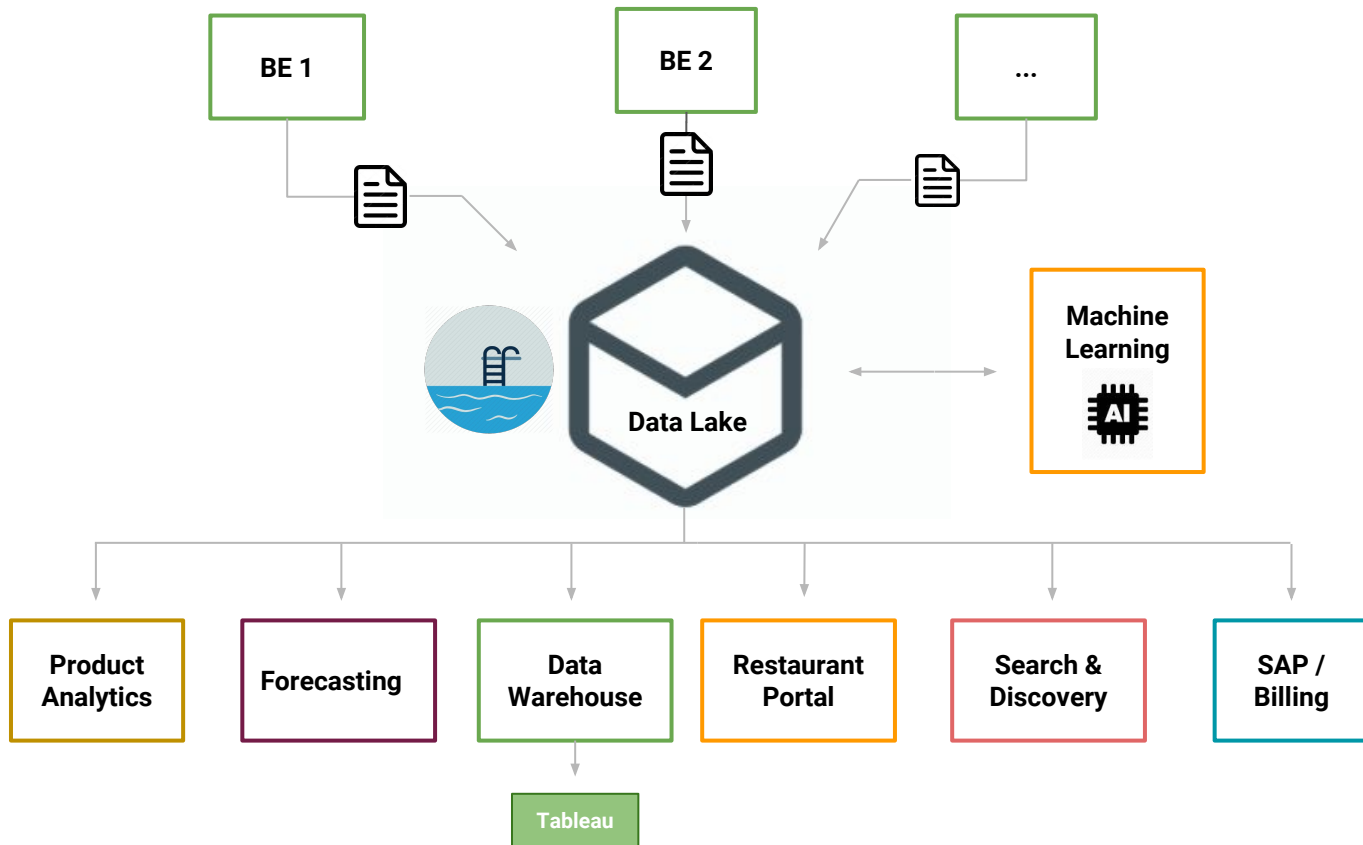 BE 1
BE 2
...
Machine
Learning
AI
Data Lake
Product
Analytics
Forecasting
Data
Warehouse
Restaurant
Portal
Search &
Discovery
SAP /
Billing
Tableau